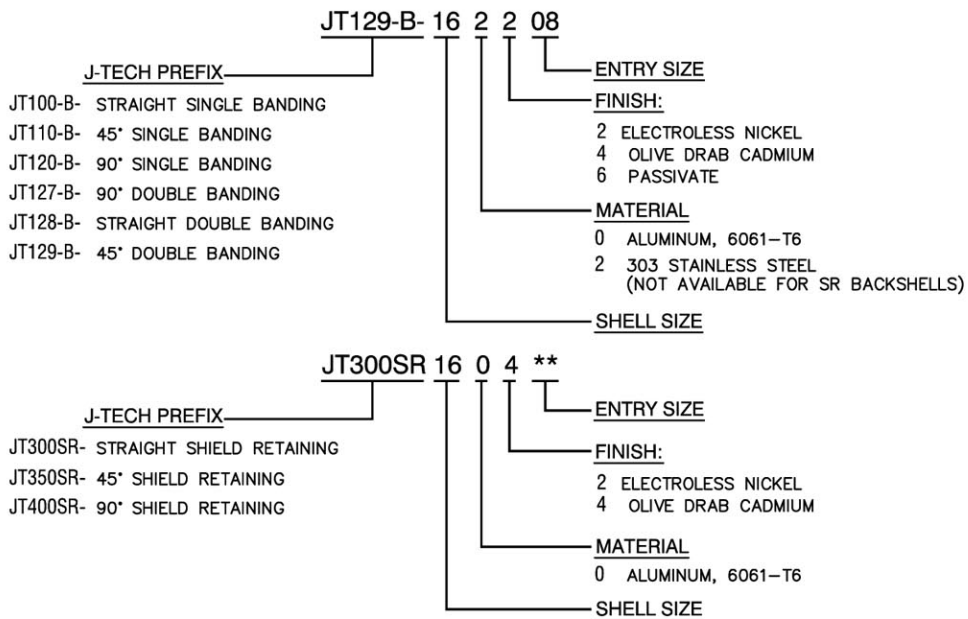 JT129-B- 16 2 2 08
J-TECH PREFIX
JT100-B- STRAIGHT SINGLE BANDING
JT110-B- 45° SINGLE BANDING
JT120-B- 90° SINGLE BANDING
JT127-B- 90° DOUBLE BANDING
JT128-B- STRAIGHT DOUBLE BANDING
JT129-B- 45° DOUBLE BANDING
ENTRY SIZE
FINISH:
2 ELECTROLESS NICKEL
4 OLIVE DRAB CADMIUM
6 PASSIVATE
MATERIAL
0 ALUMINUM, 6061-T6
2 303 STAINLESS STEEL
(NOT AVAILABLE FOR SR BACKSHELLS)
SHELL SIZE
JT300SR 16 0 4 **
J-TECH PREFIX
JT300SR- STRAIGHT SHIELD RETAINING
JT350SR- 45° SHIELD RETAINING
JT400SR- 90° SHIELD RETAINING
ENTRY SIZE
FINISH:
2 ELECTROLESS NICKEL
4 OLIVE DRAB CADMIUM
MATERIAL
0 ALUMINUM, 6061-T6
SHELL SIZE